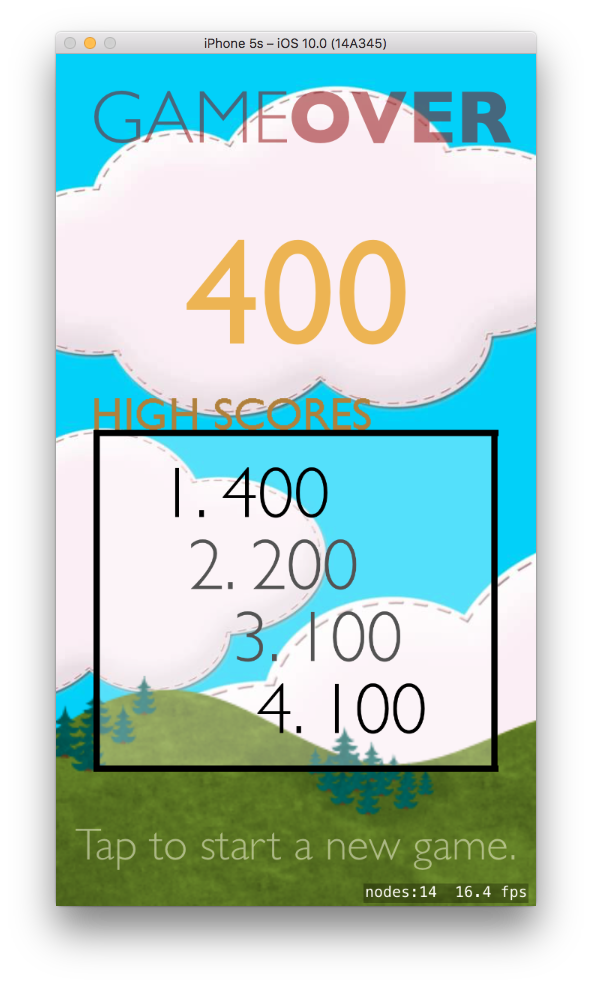 iPhone 5s – iOS 10.0 (14A345)
GAMEOVER
400
HIGH SCORES
1. 400
2. 200
3. 100
4. 100
Tap to start a new game.
nodes:14 16.4 fps